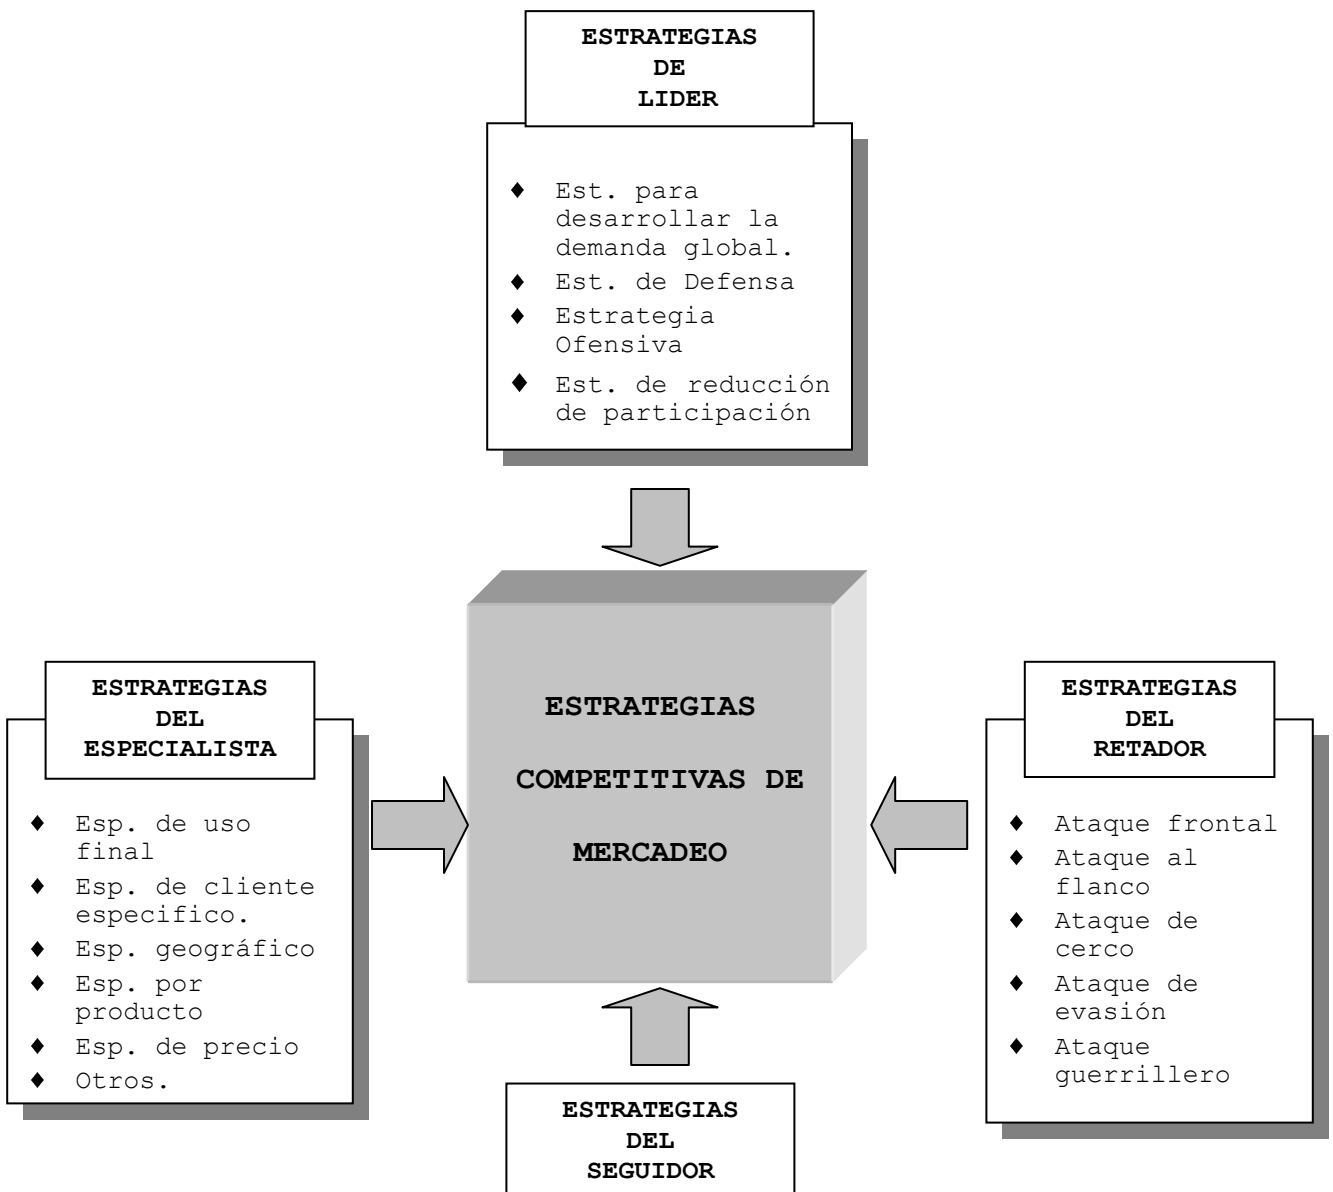 ESTRATEGIAS
DE
LIDER
♦ Est. para
desarrollar la
demanda global.
♦ Est. de Defensa
♦ Estrategia
Ofensiva
♦ Est. de reducción
de participación
ESTRATEGIAS
DEL
ESPECIALISTA
♦ Esp. de uso
final
♦ Esp. de cliente
especifico.
♦ Esp. geográfico
♦ Esp. por
producto
♦ Esp. de precio
♦ Otros.
ESTRATEGIAS
COMPETITIVAS DE
MERCADEO
ESTRATEGIAS
DEL
RETADOR
♦ Ataque frontal
♦ Ataque al
flanco
♦ Ataque de
cerco
♦ Ataque de
evasión
♦ Ataque
guerrillero
ESTRATEGIAS
DEL
SEGUIDOR